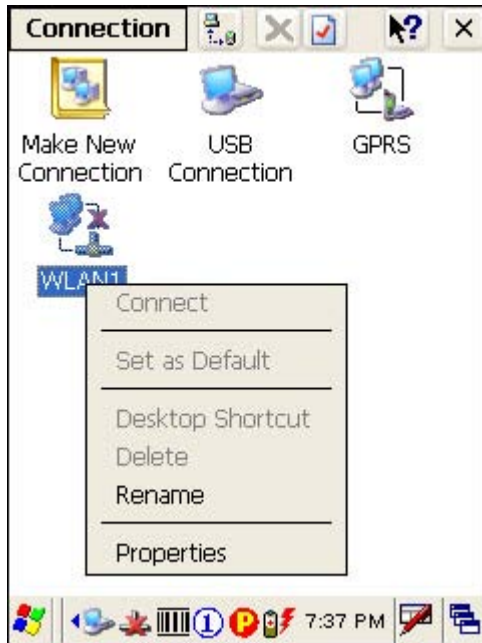 Connection
?
Make New
Connection
USB
Connection
GPRS
WLAN1
Connect
Set as Default
Desktop Shortcut
Delete
Rename
Properties
1 P 7:37 PM